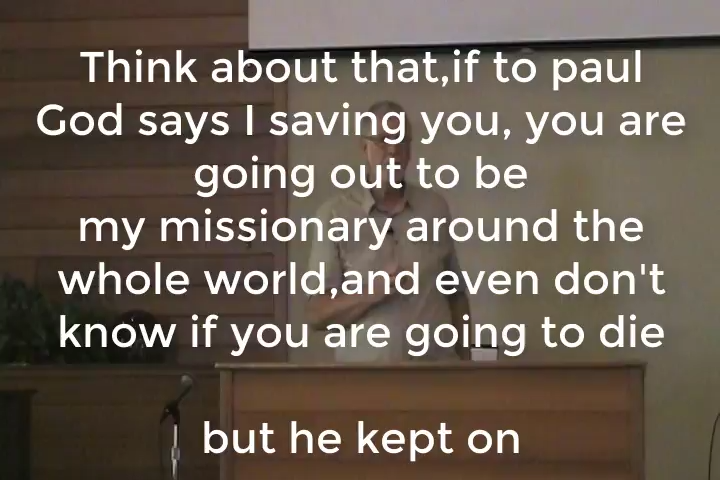 Think about that,if to paul
God says I saving you, you are
going out to be
my missionary around the
whole world,and even don't
know if you are going to die
but he kept on